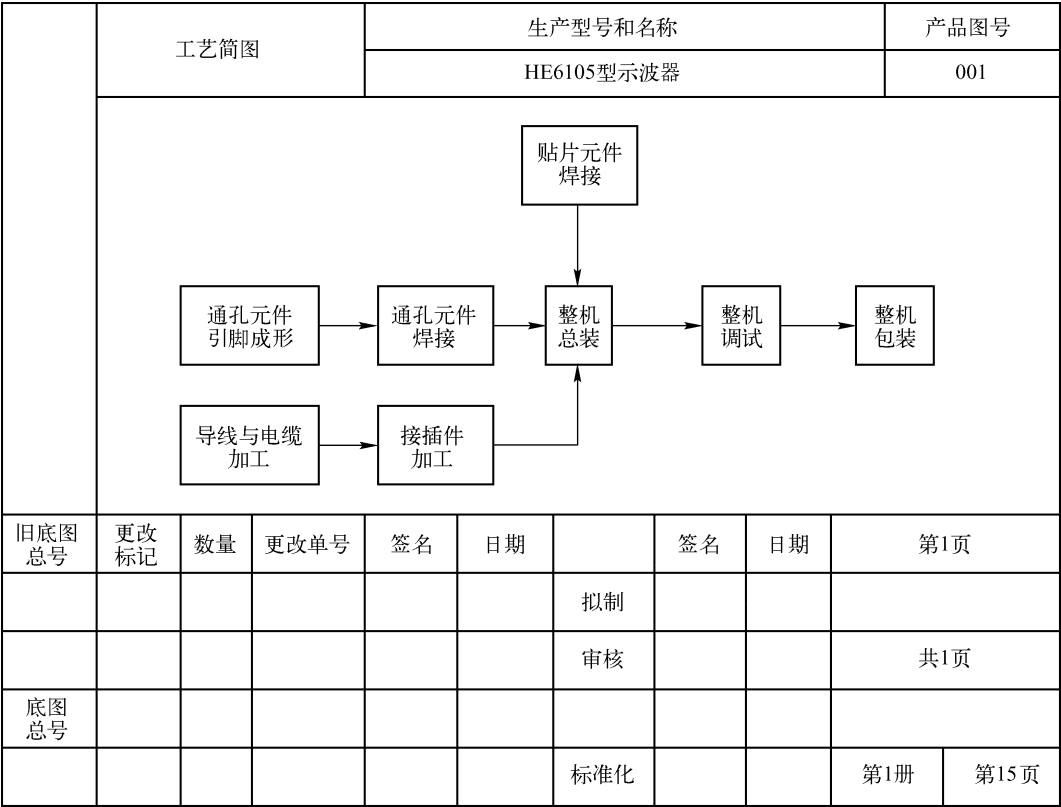 工艺简图
生产型号和名称
产品图号
HE6105型示波器
001
贴片元件
焊接
通孔元件
引脚成形
通孔元件
焊接
整机
总装
整机
调试
整机
包装
导线与电缆
加工
接插件
加工
旧底图
总号
更改
标记
数量
更改单号
签名
日期
签名
日期
第1页
拟制
审核
共1页
底图
总号
标准化
第1册
第15页